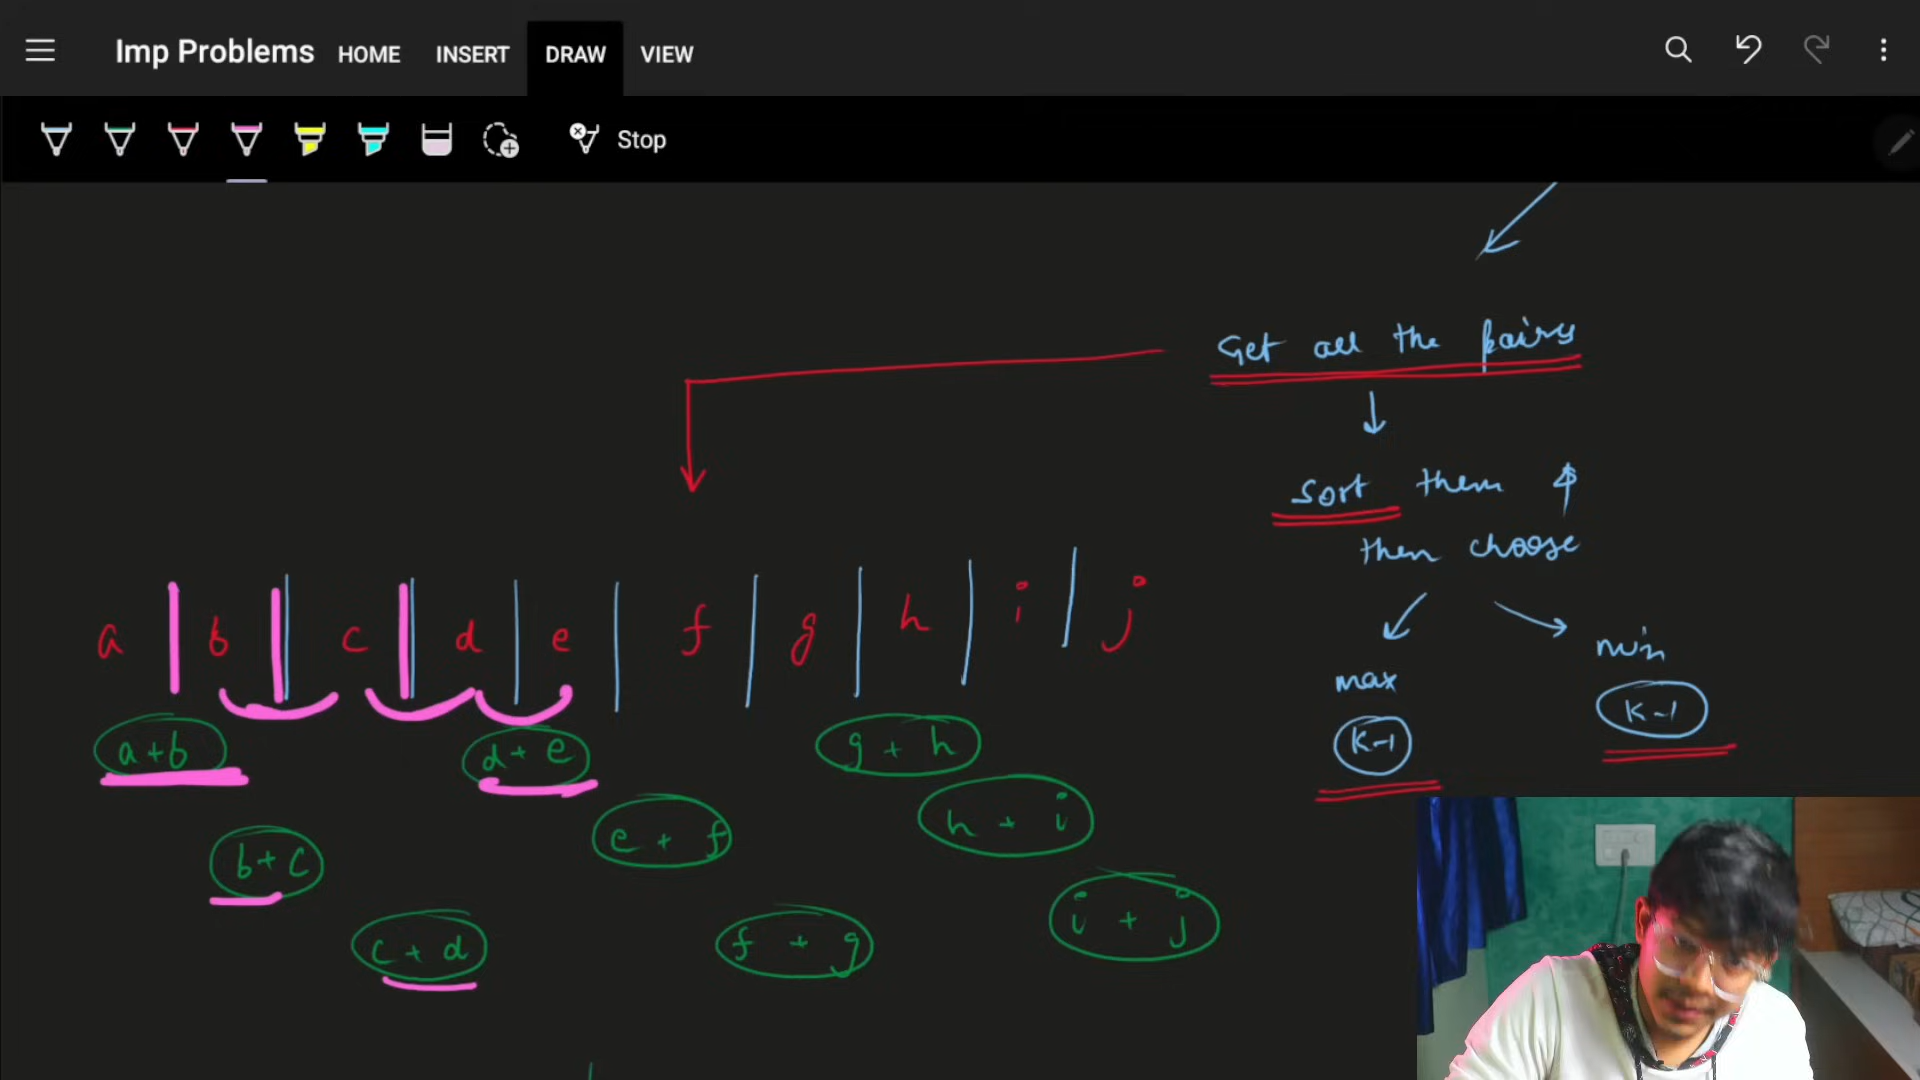 Imp Problems HOME INSERT DRAW VIEW
Stop
Get all the pairs
Sort them &
then choose
max min
K-1 K-1
a b c d e f g h i j
a+b d+e g+h
b+c e+f h+i
c+d f+g i+j